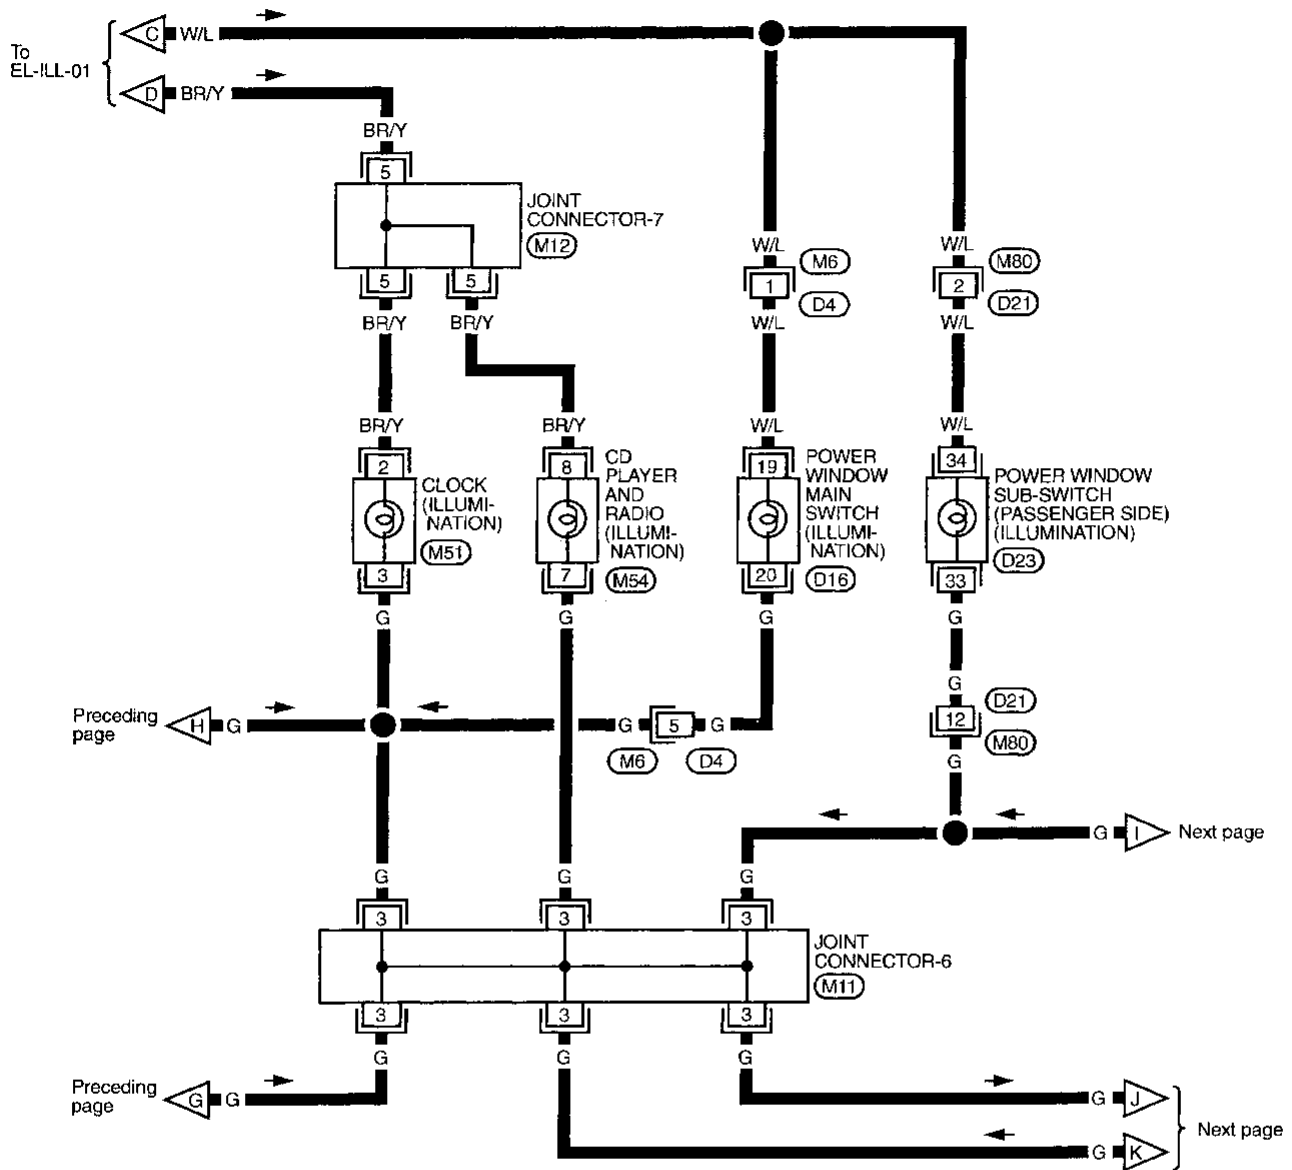 C W/L
To
EL-ILL-01
D BR/Y
BR/Y
5
JOINT
CONNECTOR-7
M12
5 5
BR/Y BR/Y
W/L M6 W/L M80
1 2
D4 D21
W/L W/L
BR/Y BR/Y W/L W/L
2
CLOCK
(ILLUMI-
NATION)
M51
3
8
CD
PLAYER
AND
RADIO
(ILLUMI-
NATION)
M54
7
19
POWER
WINDOW
MAIN
SWITCH
(ILLUMI-
NATION)
D16
20
34
POWER WINDOW
SUB-SWITCH
(PASSENGER SIDE)
(ILLUMINATION)
D23
33
G G G G
G D21
12
M80
G
Preceding
page
H G
G 5 G
M6 D4
G I Next page
G G G
3 3 3
JOINT
CONNECTOR-6
M11
3 3 3
G G G
Preceding
page
G G
G J
G K
Next page